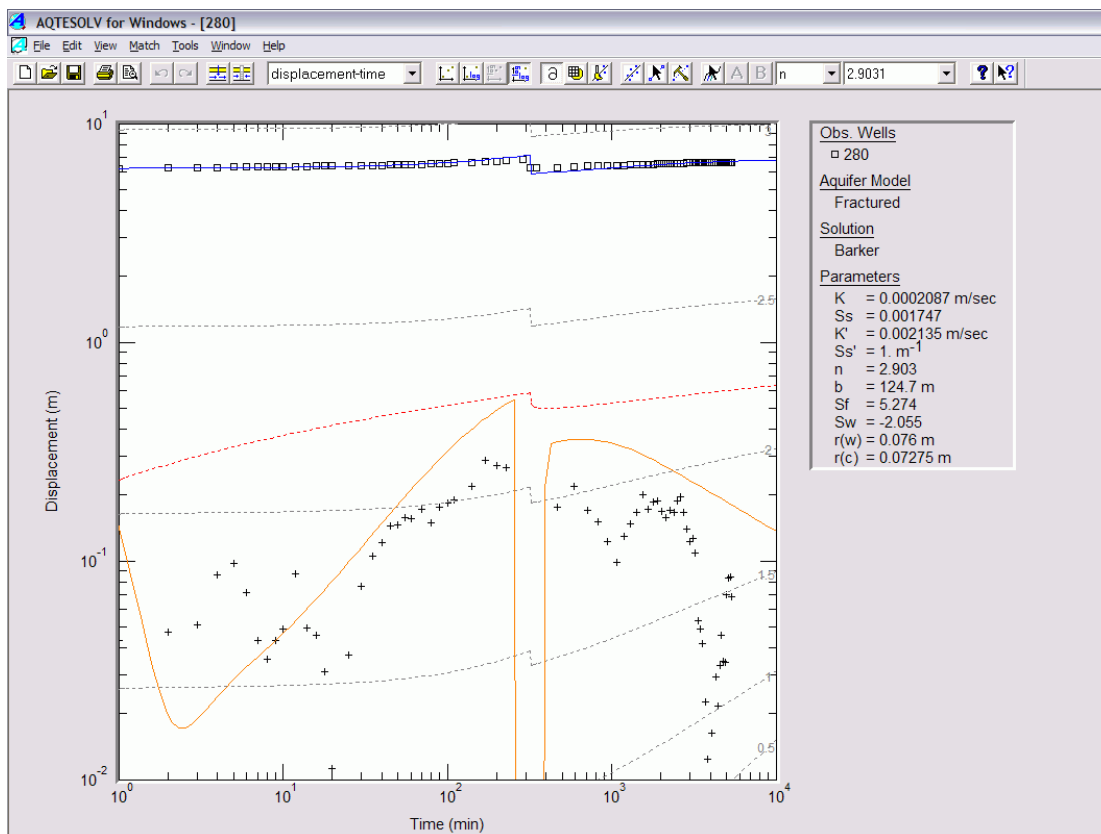 AQTESOLV for Windows - [280]
File Edit View Match Tools Window Help
displacement-time
A B n 2.9031
10^1
10^0
10^-1
10^-2
10^0 10^1 10^2 10^3 10^4
Displacement (m)
Time (min)
3
2.5
2
1.5
1
0.5
Obs. Wells
280
Aquifer Model
Fractured
Solution
Barker
Parameters
K = 0.0002087 m/sec
Ss = 0.001747
K' = 0.002135 m/sec
Ss' = 1. m^-1
n = 2.903
b = 124.7 m
Sf = 5.274
Sw = -2.055
r(w) = 0.076 m
r(c) = 0.07275 m